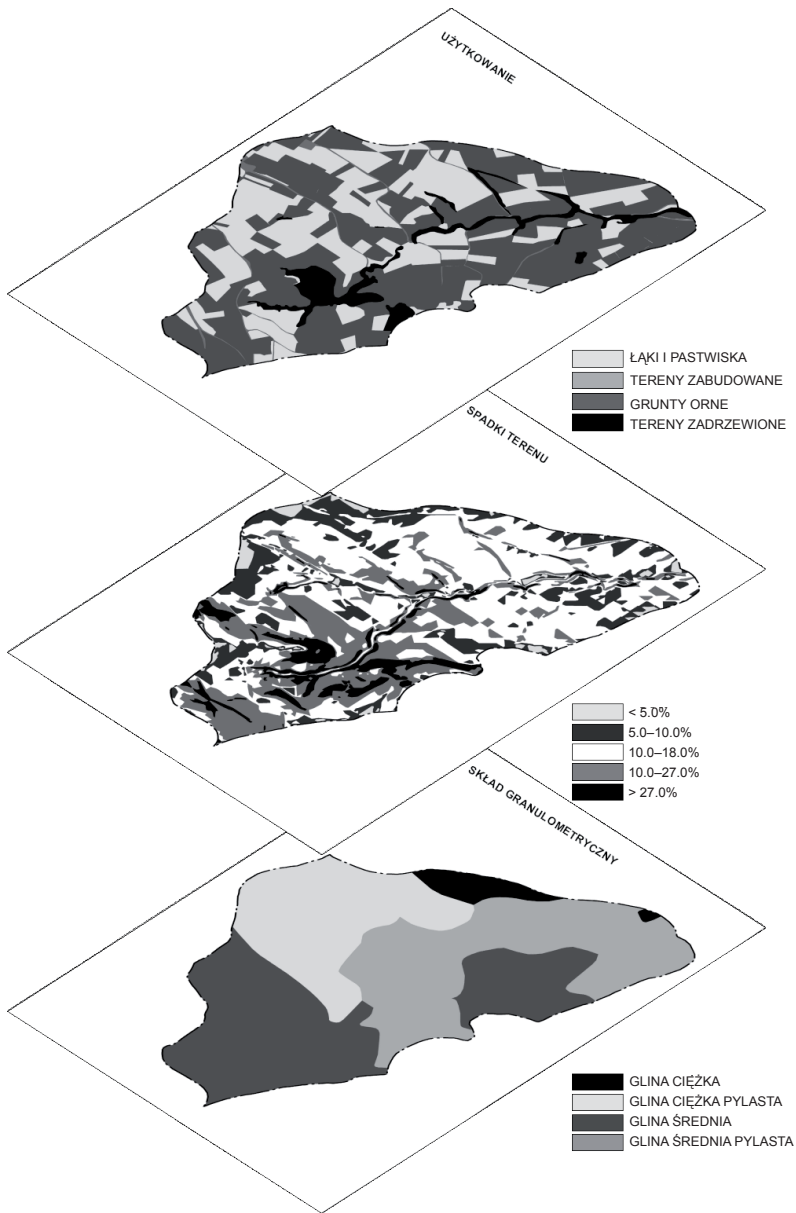 UŻYTKOWANIE
ŁĄKI I PASTWISKA
TERENY ZABUDOWANE
GRUNTY ORNE
TERENY ZADRZEWIONE
SPADKI TERENU
< 5.0%
5.0–10.0%
10.0–18.0%
10.0–27.0%
> 27.0%
SKŁAD GRANULOMETRYCZNY
GLINA CIĘŻKA
GLINA CIĘŻKA PYLASTA
GLINA ŚREDNIA
GLINA ŚREDNIA PYLASTA